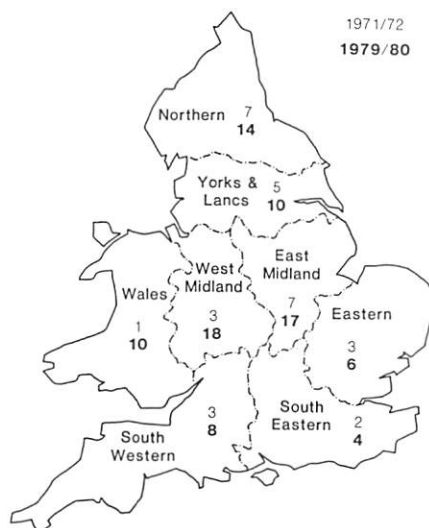 1971/72
1979/80
Northern 7
14
Yorks &
Lancs
5
10
West
Midland
3
18
East
Midland
7
17
Wales
1
10
Eastern
3
6
South
Western
3
8
South
Eastern
2
4